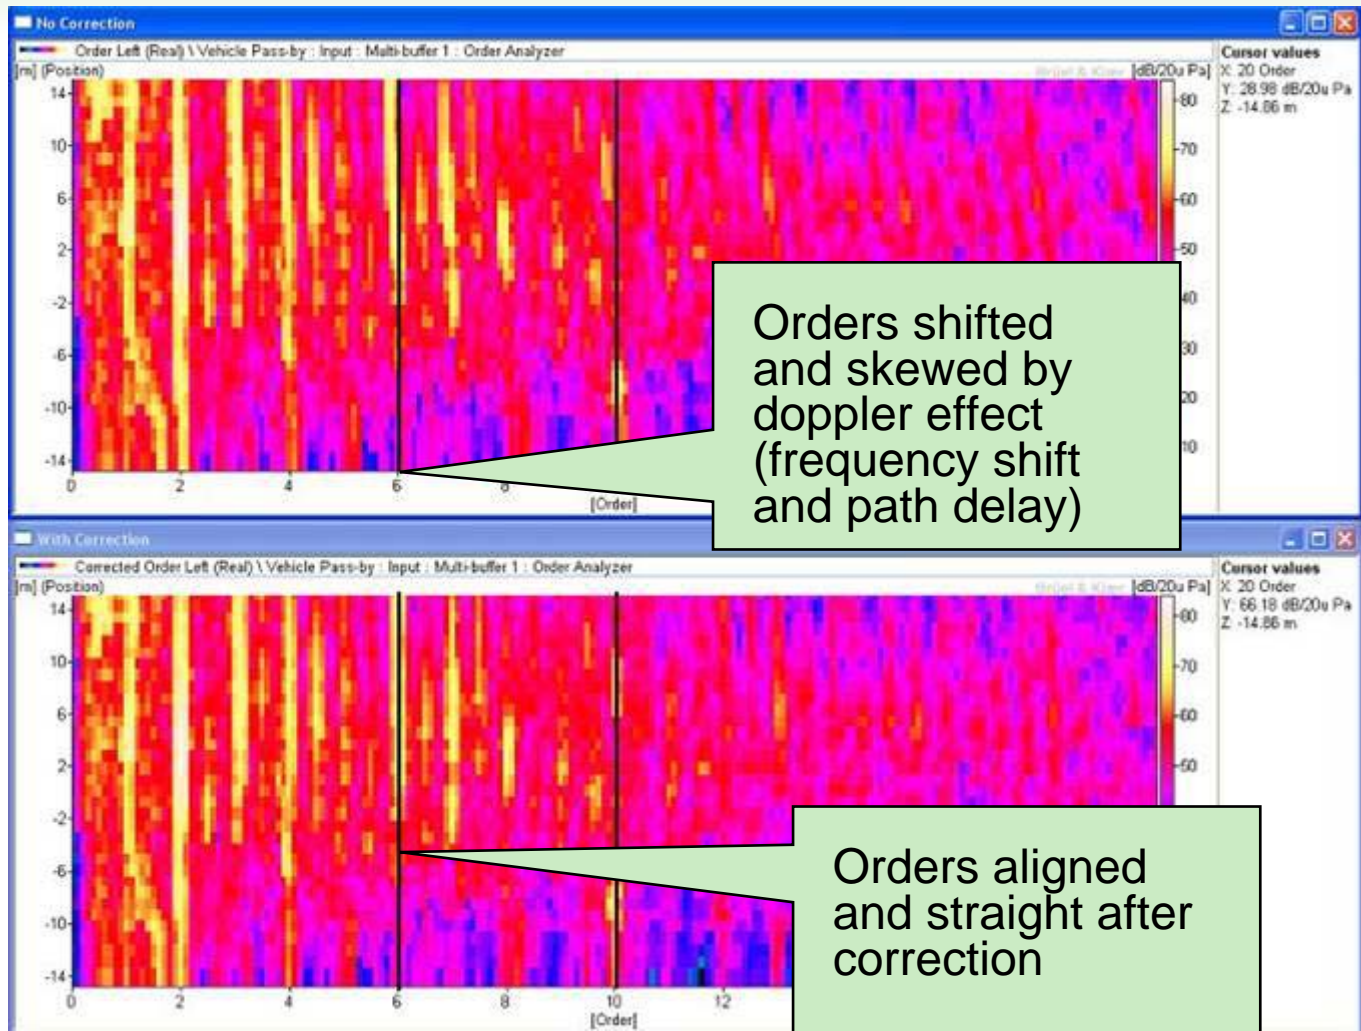 No Correction
Order Left (Real) \ Vehicle Pass-by : Input : Multi-buffer 1 : Order Analyzer
Cursor values
[m] (Position)
Brüel & Kjær
[dB/20u Pa]
X: 20 Order
Y: 28.98 dB/20u Pa
Z: -14.86 m
14
10
6
2
-2
-6
-10
-14
80
70
60
50
40
30
20
10
Orders shifted
and skewed by
doppler effect
(frequency shift
and path delay)
0 2 4 6 8
[Order]
With Correction
Corrected Order Left (Real) \ Vehicle Pass-by : Input : Multi-buffer 1 : Order Analyzer
Cursor values
[m] (Position)
Brüel & Kjær
[dB/20u Pa]
X: 20 Order
Y: 66.18 dB/20u Pa
Z: -14.86 m
14
10
6
2
-2
-6
-10
-14
80
70
60
50
Orders aligned
and straight after
correction
0 2 4 6 8 10 12
[Order]